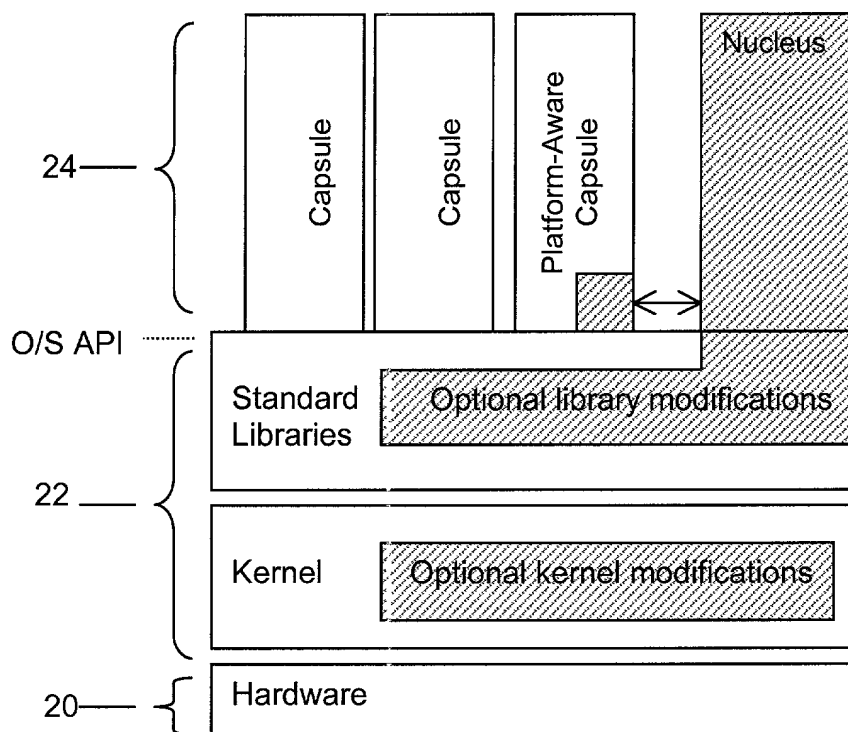 Nucleus
Capsule
Capsule
Platform-Aware
Capsule
24
O/S API
Standard
Libraries
Optional library modifications
22
Kernel
Optional kernel modifications
20
Hardware